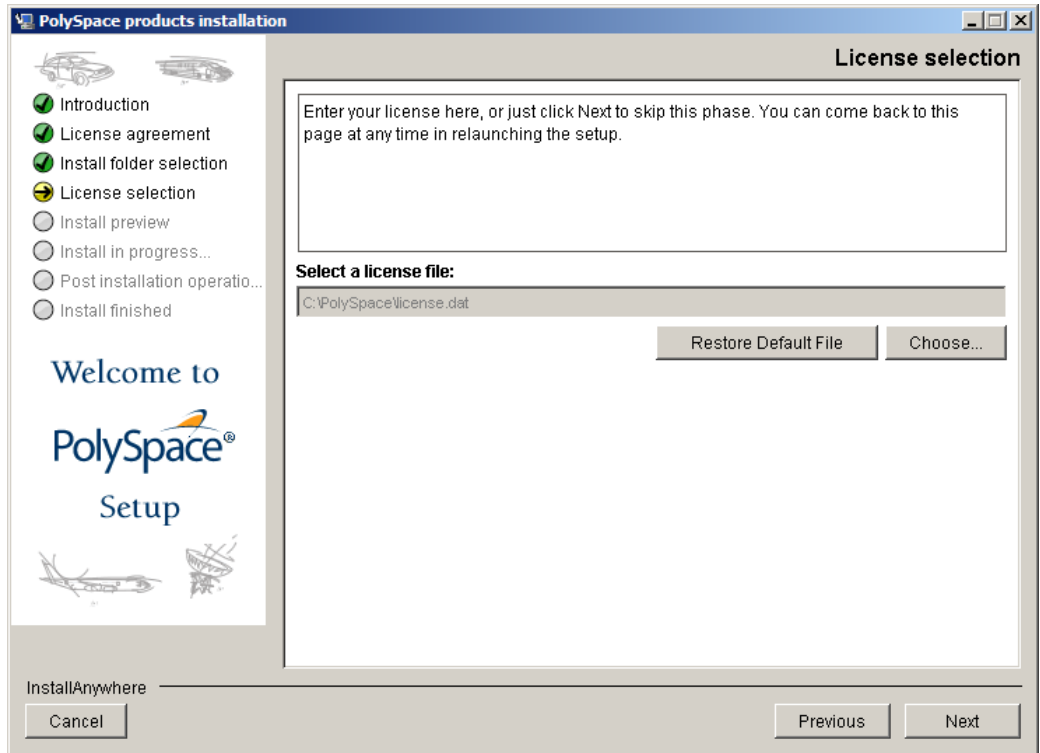 PolySpace products installation
License selection
Introduction
License agreement
Install folder selection
License selection
Install preview
Install in progress...
Post installation operatio...
Install finished
Welcome to
PolySpace®
Setup
Enter your license here, or just click Next to skip this phase. You can come back to this
page at any time in relaunching the setup.
Select a license file:
C:\PolySpace\license.dat
Restore Default File
Choose...
InstallAnywhere
Cancel
Previous
Next